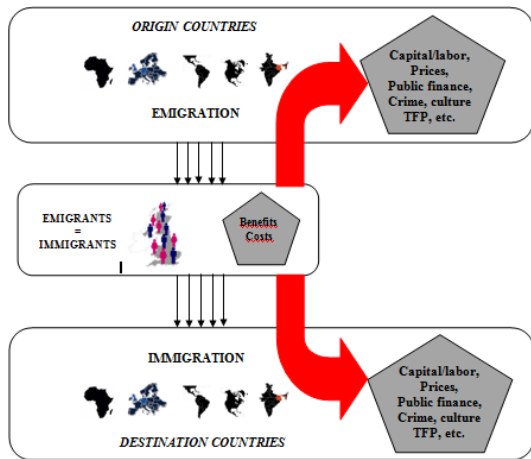 ORIGIN COUNTRIES
EMIGRATION
Capital/labor,
Prices,
Public finance,
Crime, culture
TFP, etc.
EMIGRANTS
=
IMMIGRANTS
Benefits
Costs
IMMIGRATION
DESTINATION COUNTRIES
Capital/labor,
Prices,
Public finance,
Crime, culture
TFP, etc.